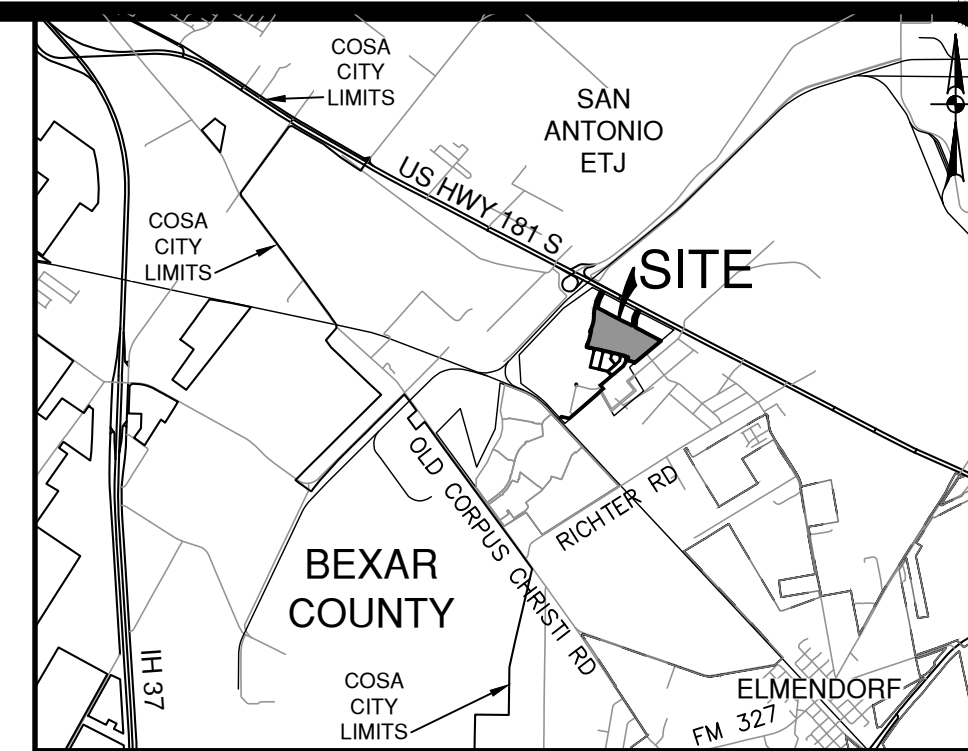 COSA
CITY
LIMITS
SAN
ANTONIO
ETJ
US HWY 181 S
COSA
CITY
LIMITS
SITE
OLD CORPUS CHRISTI RD
RICHTER RD
BEXAR
COUNTY
IH 37
COSA
CITY
LIMITS
ELMENDORF
FM 327